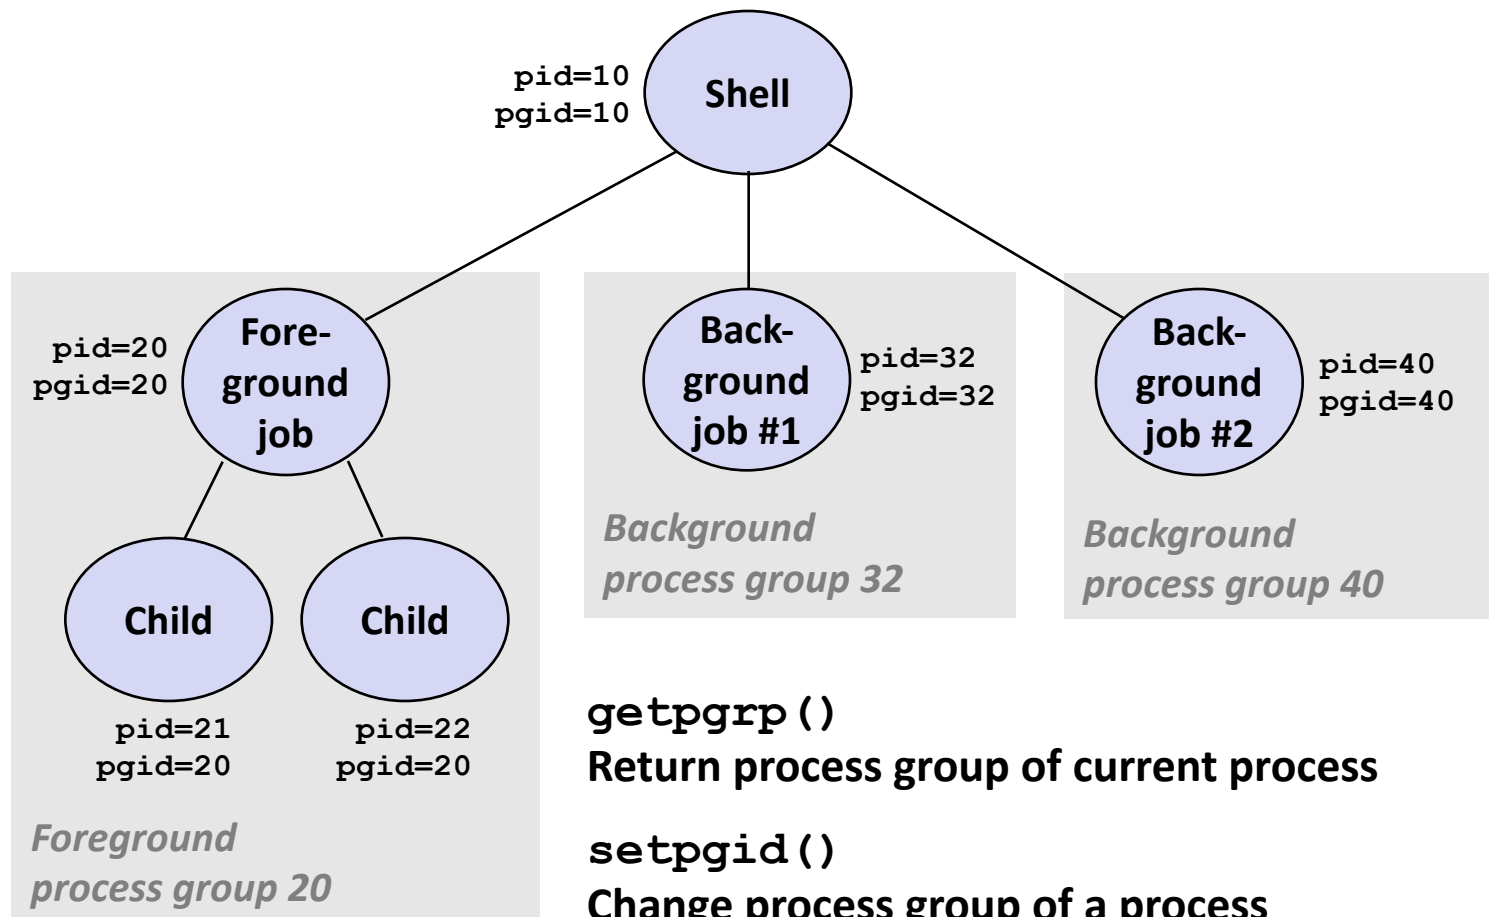 pid=10
pgid=10
Shell
pid=20
pgid=20
Fore-
ground
job
Back-
ground
job #1
pid=32
pgid=32
Back-
ground
job #2
pid=40
pgid=40
Background
process group 32
Background
process group 40
Child
Child
pid=21
pgid=20
pid=22
pgid=20
Foreground
process group 20
getpgrp()
Return process group of current process
setpgid()
Change process group of a process